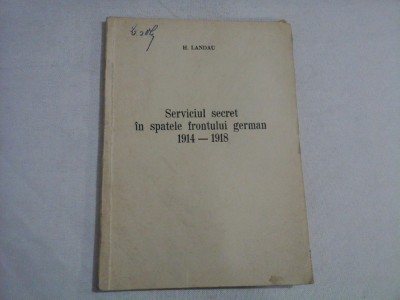 H. LANDAU
Serviciul secret
în spatele frontului german
1914 — 1918